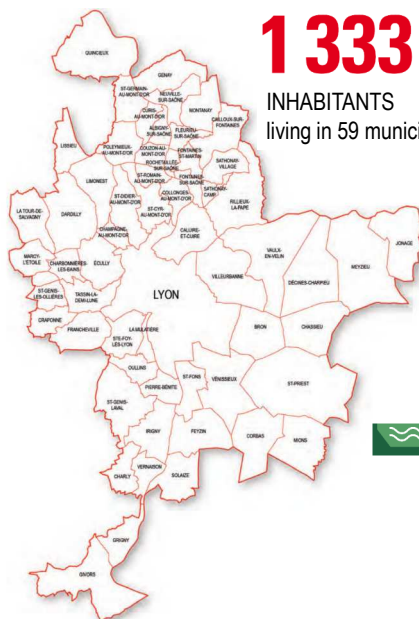 1 333
INHABITANTS
living in 59 munici
QUINCIEUX
GENAY
ST-GERMAIN-
AU-MONT-D'OR
NEUVILLE-
SUR-SAÔNE
MONTANAY
CURIS-
AU-MONT-D'OR
CAILLOUX-SUR-
FONTAINES
ALBIGNY-
SUR-SAÔNE
FLEURIEU-
SUR-SAÔNE
LISSIEU
POLEYMIEUX-
AU-MONT-D'OR
COUZON-AU-
MONT-D'OR
FONTAINES-
ST-MARTIN
SATHONAY-
VILLAGE
ROCHETAILLÉE-
SUR-SAÔNE
LIMONEST
ST-ROMAIN-
AU-MONT-D'OR
FONTAINES-
SUR-SAÔNE
SATHONAY-
CAMP
ST-DIDIER-
AU-MONT-D'OR
COLLONGES-
AU-MONT-D'OR
RILLIEUX-
LA-PAPE
LA TOUR-DE-
SALVAGNY
DARDILLY
ST-CYR-
AU-MONT-D'OR
CHAMPAGNE-
AU-MONT-D'OR
CALUIRE-
ET-CUIRE
JONAGE
VAULX-
EN-VELIN
MARCY-
L'ÉTOILE
CHARBONNIÈRES-
LES-BAINS
ÉCULLY
MEYZIEU
VILLEURBANNE
DÉCINES-CHARPIEU
ST-GENIS-
LES-OLLIÈRES
TASSIN-LA-
DEMI-LUNE
LYON
CRAPONNE
FRANCHEVILLE
LA MULATIÈRE
BRON
CHASSIEU
STE-FOY-
LÈS-LYON
OULLINS
ST-FONS
VÉNISSIEUX
ST-PRIEST
PIERRE-BÉNITE
ST-GENIS-
LAVAL
IRIGNY
FEYZIN
CORBAS
MIONS
VERNAISON
CHARLY
SOLAIZE
GRIGNY
GIVORS